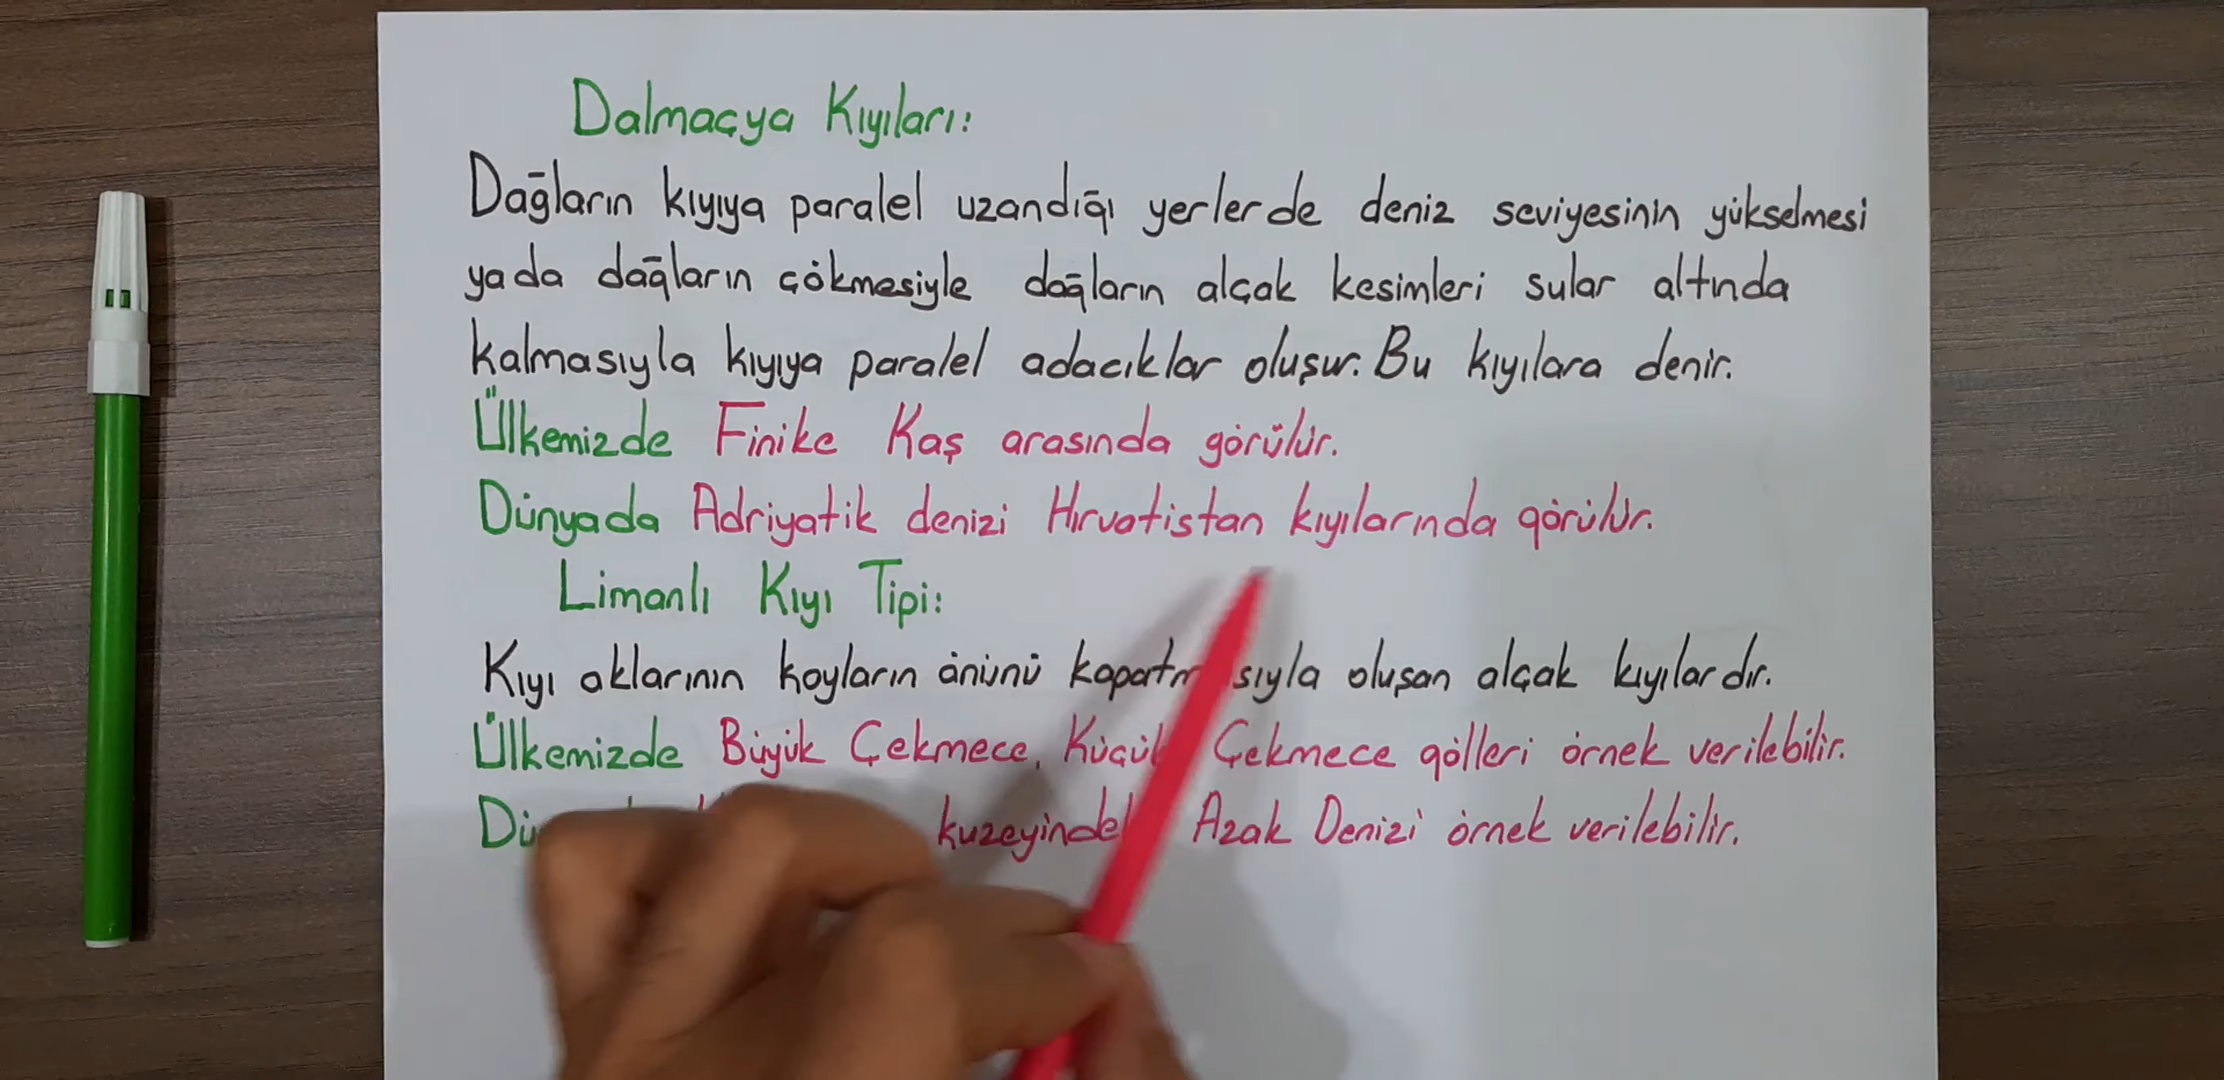 Dalmaçya Kıyıları:
Dağların kıyıya paralel uzandığı yerlerde deniz seviyesinin yükselmesi
yada dağların çökmesiyle dağların alçak kesimleri sular altında
kalmasıyla kıyıya paralel adacıklar oluşur. Bu kıyılara denir.
Ülkemizde Finike Kaş arasında görülür.
Dünyada Adriyatik denizi Hırvatistan kıyılarında görülür.
Limanlı Kıyı Tipi:
Kıyı oklarının koyların önünü kapatmasıyla oluşan alçak kıyılardır.
Ülkemizde Büyük Çekmece, Küçük Çekmece gölleri örnek verilebilir.
kuzeyindeki Azak Denizi örnek verilebilir.